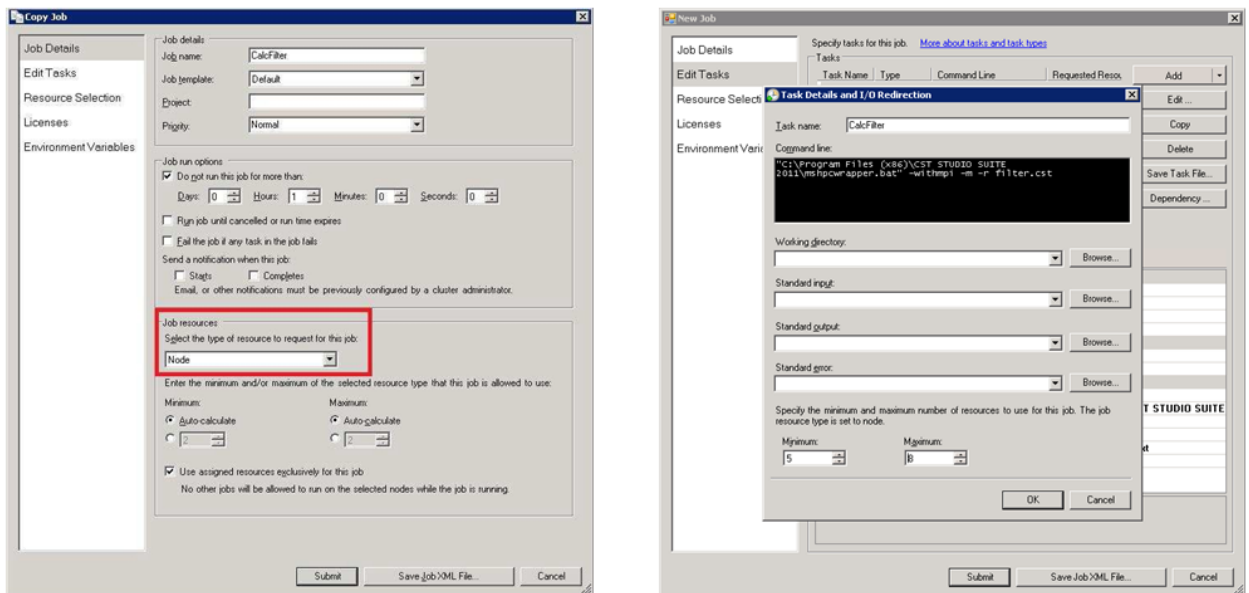 Copy Job
Job Details
Edit Tasks
Resource Selection
Licenses
Environment Variables
Job details
Job name: CalcFilter
Job template: Default
Project:
Priority: Normal
Job run options
Do not run this job for more than:
Days: 0 Hours: 1 Minutes: 0 Seconds: 0
Run job until cancelled or run time expires
Fail the job if any task in the job fails
Send a notification when this job:
Starts Completes
Email, or other notifications must be previously configured by a cluster administrator.
Job resources
Select the type of resource to request for this job:
Node
Enter the minimum and/or maximum of the selected resource type that this job is allowed to use:
Minimum: Maximum:
Auto-calculate Auto-calculate
2 2
Use assigned resources exclusively for this job
No other jobs will be allowed to run on the selected nodes while the job is running.
Submit Save Job XML File... Cancel
New Job
Job Details
Edit Tasks
Resource Selecti
Licenses
Environment Vari
Specify tasks for this job. More about tasks and task types
Tasks
Task Name Type Command Line Requested Resou
Add
Edit ...
Copy
Delete
Save Task File...
Dependency ...
Task Details and I/O Redirection
Task name: CalcFilter
Command line:
"C:\Program Files (x86)\CST STUDIO SUITE
2011\mshpcwrapper.bat" -withmpi -m -r filter.cst
Working directory:
Browse...
Standard input:
Browse...
Standard output:
Browse...
Standard error:
Browse...
Specify the minimum and maximum number of resources to use for this job. The job
resource type is set to node.
Minimum: Maximum:
5 8
OK Cancel
T STUDIO SUITE
Submit Save Job XML File... Cancel